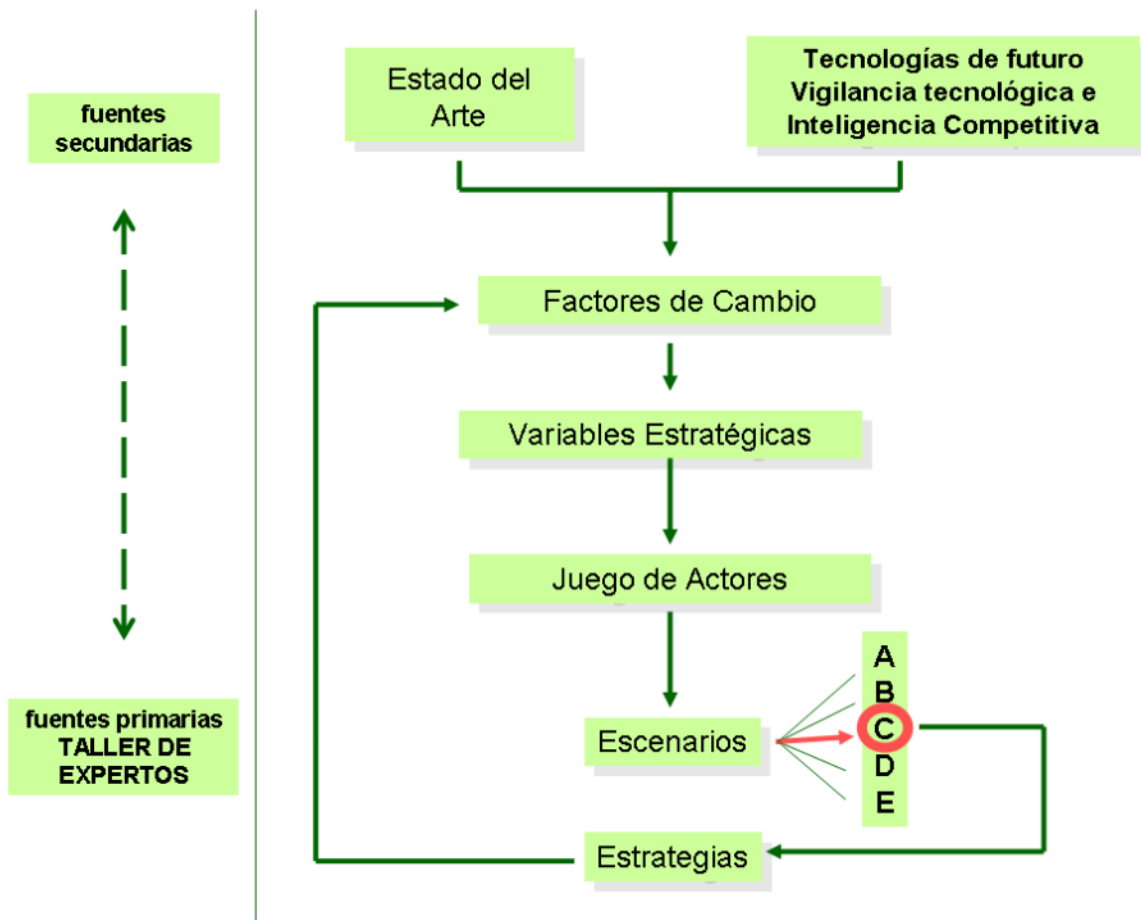 fuentes
secundarias
fuentes primarias
TALLER DE
EXPERTOS
Estado del
Arte
Tecnologías de futuro
Vigilancia tecnológica e
Inteligencia Competitiva
Factores de Cambio
Variables Estratégicas
Juego de Actores
Escenarios
A
B
C
D
E
Estrategias